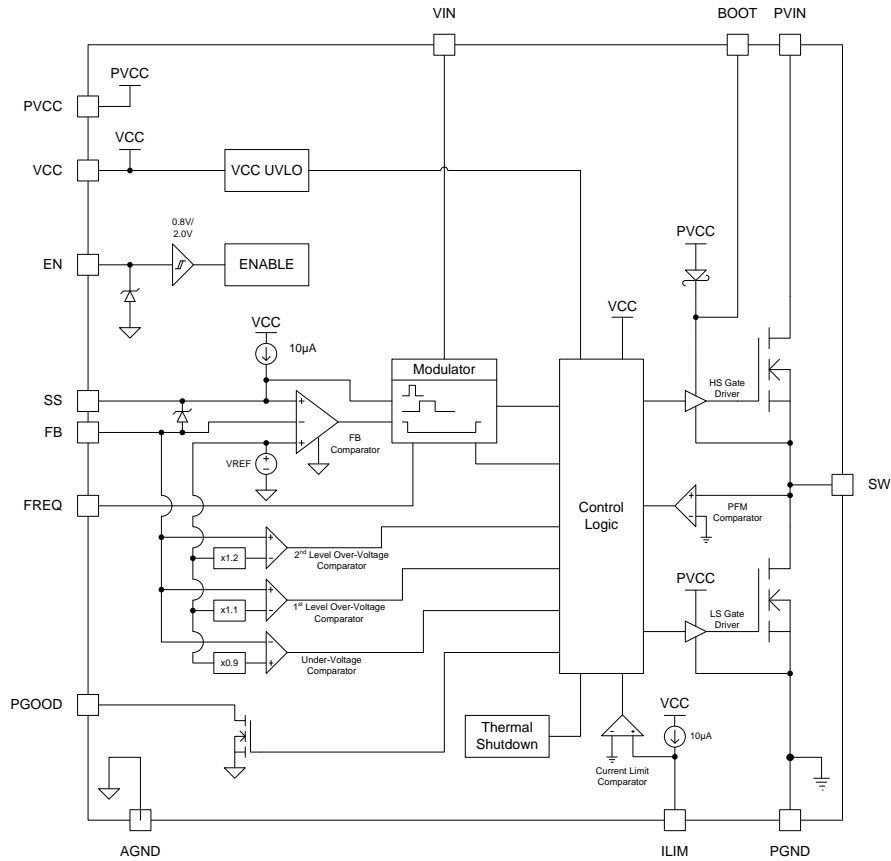 VIN
BOOT
PVIN
PVCC
PVCC
VCC
VCC
VCC UVLO
0.8V/
2.0V
EN
ENABLE
PVCC
VCC
10µA
VCC
Modulator
SS
FB
HS Gate
Driver
FB
Comparator
VREF
+
−
+
+
−
SW
FREQ
Control
Logic
+
−
PFM
Comparator
+
−
x1.2
2nd Level Over-Voltage
Comparator
PVCC
+
−
x1.1
1st Level Over-Voltage
Comparator
LS Gate
Driver
−
+
x0.9
Under-Voltage
Comparator
PGOOD
VCC
10µA
Thermal
Shutdown
−
+
Current Limit
Comparator
AGND
ILIM
PGND